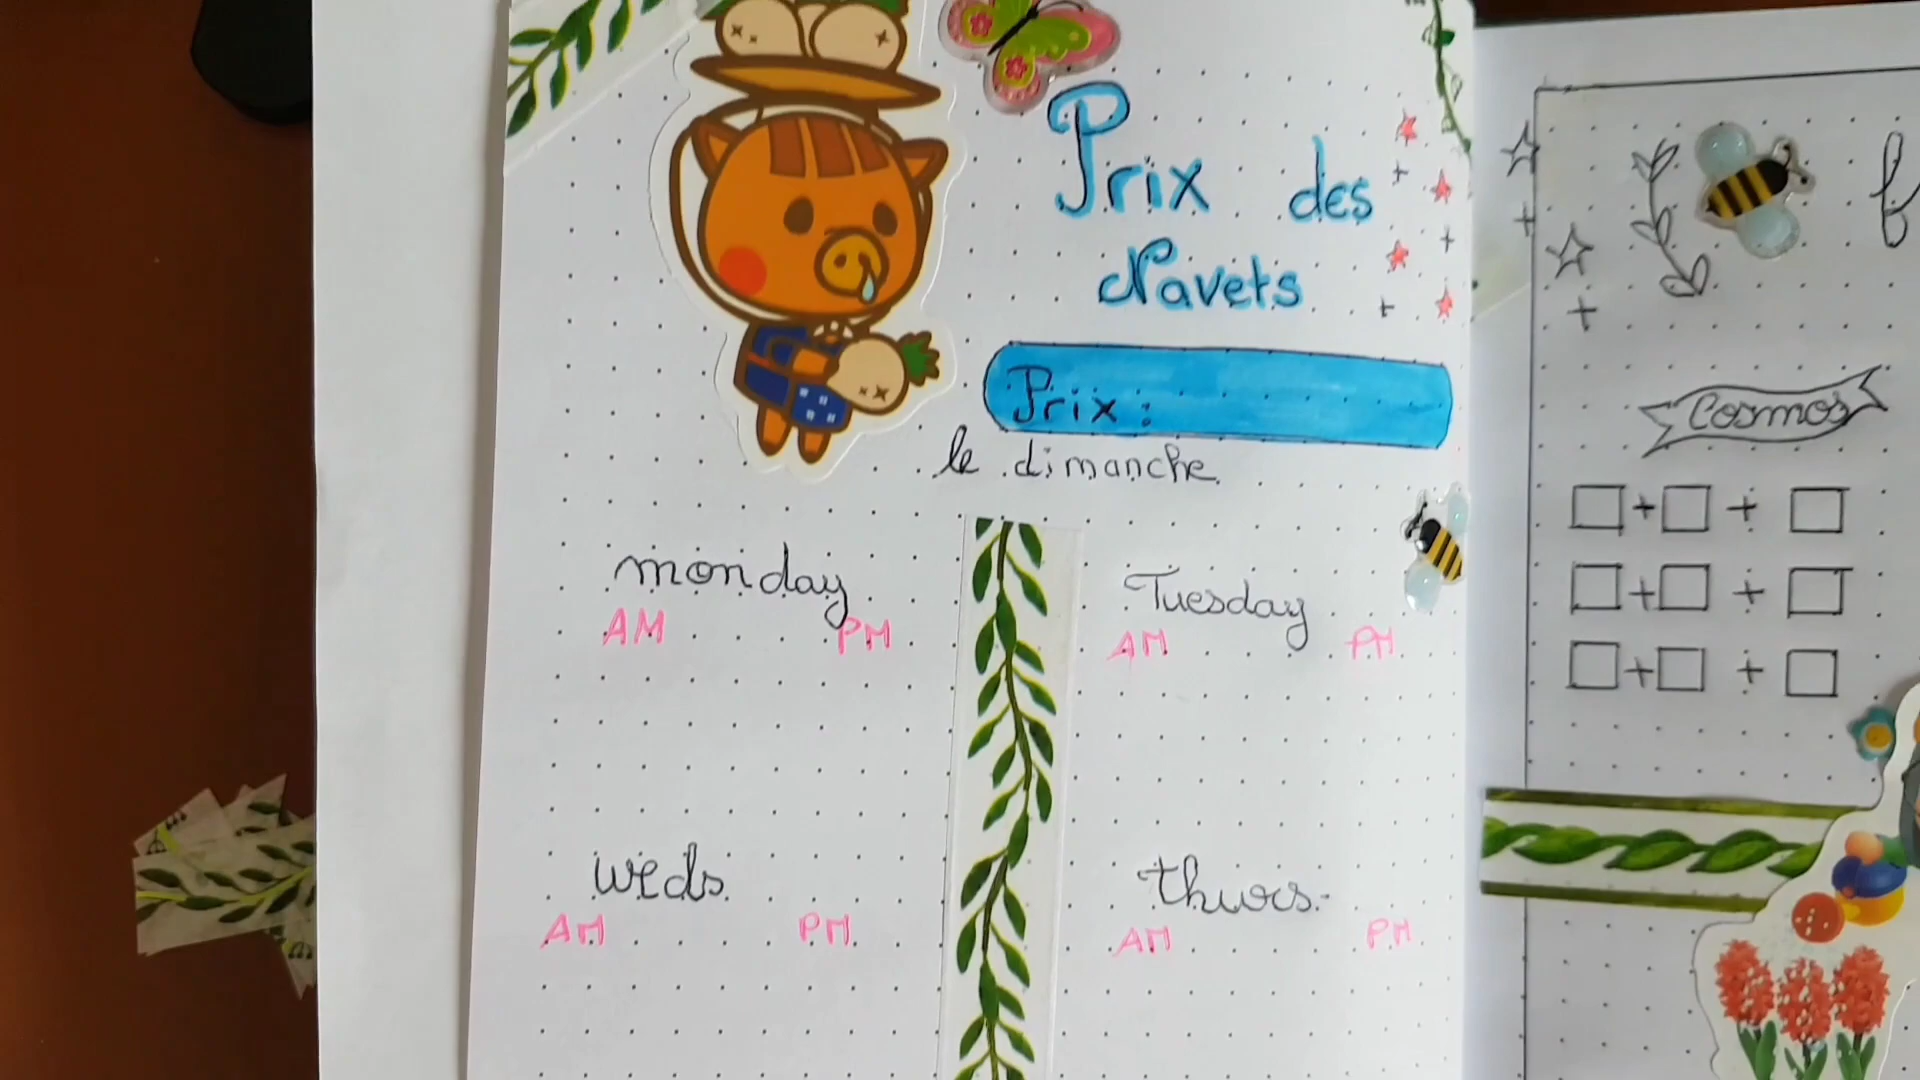 Prix des
Navets
Prix :
le dimanche
monday
AM PM
Tuesday
AM PM
weds
AM PM
thurs.
AM PM
Cosmos
+ +
+ +
+ +